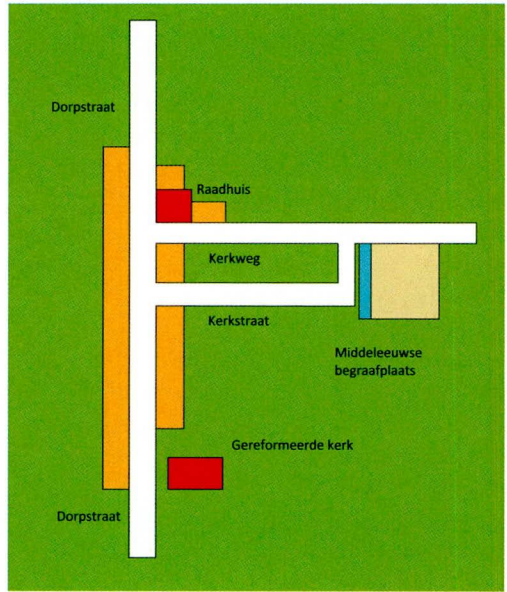 Dorpstraat
Raadhuis
Kerkweg
Kerkstraat
Middeleeuwse
begraafplaats
Gereformeerde kerk
Dorpstraat